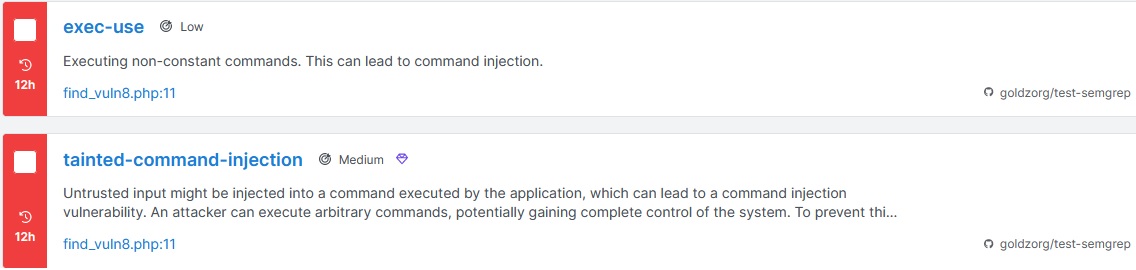 exec-use Low
12h
Executing non-constant commands. This can lead to command injection.
find_vuln8.php:11 goldzorg/test-semgrep
tainted-command-injection Medium
12h
Untrusted input might be injected into a command executed by the application, which can lead to a command injection
vulnerability. An attacker can execute arbitrary commands, potentially gaining complete control of the system. To prevent thi...
find_vuln8.php:11 goldzorg/test-semgrep